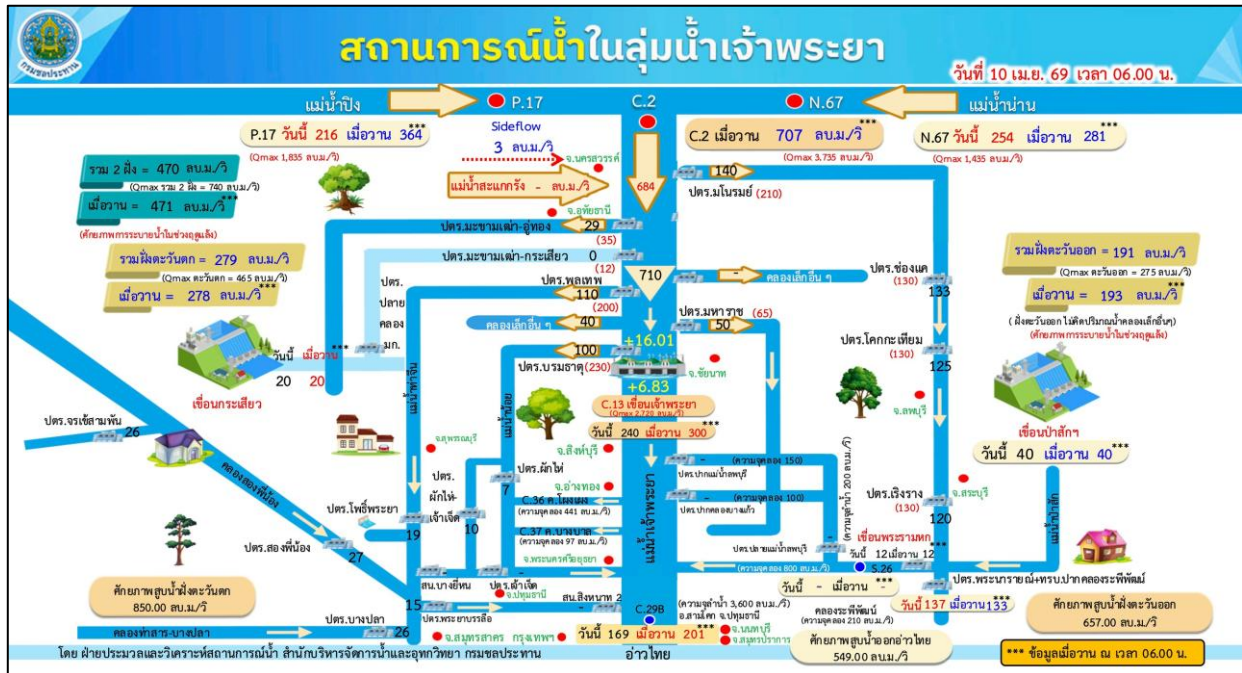 สถานการณ์น้ำในลุ่มน้ำเจ้าพระยา
กรมชลประทาน
วันที่ 10 เม.ย. 69 เวลา 06.00 น.
แม่น้ำปิง
P.17
C.2
N.67
แม่น้ำน่าน
P.17 วันนี้ 216 เมื่อวาน 364 ***
ลบ.ม./วิ
(Qmax 1,835 ลบ.ม./วิ)
Sideflow
3 ลบ.ม./วิ
จ.นครสวรรค์
C.2 เมื่อวาน 707 ลบ.ม./วิ ***
(Qmax 3,735 ลบ.ม./วิ)
N.67 วันนี้ 254 เมื่อวาน 281 ***
(Qmax 1,435 ลบ.ม./วิ)
รวม 2 ฝั่ง = 470 ลบ.ม./วิ
(Qmax รวม 2 ฝั่ง = 740 ลบ.ม./วิ)
เมื่อวาน = 471 ลบ.ม./วิ ***
(ศักยภาพการระบายน้ำในช่วงฤดูแล้ง)
แม่น้ำสะแกกรัง - ลบ.ม./วิ
684
140
ปตร.มโนรมย์ (210)
จ.อุทัยธานี
29
ปตร.มะขามเฒ่า-อู่ทอง
(35)
0
ปตร.มะขามเฒ่า-กระเสียว
(12)
รวมฝั่งตะวันตก = 279 ลบ.ม./วิ
(Qmax ตะวันตก = 465 ลบ.ม./วิ)
เมื่อวาน = 278 ลบ.ม./วิ ***
รวมฝั่งตะวันออก = 191 ลบ.ม./วิ
(Qmax ตะวันออก = 275 ลบ.ม./วิ)
เมื่อวาน = 193 ลบ.ม./วิ ***
( ฝั่งตะวันออก ไม่คิดปริมาณน้ำคลองเล็กอื่นๆ)
(ศักยภาพการระบายน้ำในช่วงฤดูแล้ง)
710
-
คลองเล็กอื่น ๆ
ปตร.ช่องแค
(130)
133
ปตร.พลเทพ
110
(200)
ปตร.
ปลาย
คลอง
มก.
คลองเล็กอื่น ๆ
40
ปตร.มหาราช (65)
50
ปตร.โคกกะเทียม
(130)
125
100
ปตร.บรมธาตุ (230)
+16.01
+6.83
จ.ชัยนาท
C.13 เขื่อนเจ้าพระยา
(Qmax 2,720 ลบ.ม./วิ)
วันนี้ 240 เมื่อวาน 300 ***
วันนี้ เมื่อวาน ***
20 20
เขื่อนกระเสียว
แม่น้ำท่าจีน
แม่น้ำน้อย
แม่น้ำเจ้าพระยา
จ.ลพบุรี
เขื่อนป่าสักฯ
วันนี้ 40 เมื่อวาน 40 ***
ปตร.จรเข้สามพัน
26
คลองสองพี่น้อง
จ.สุพรรณบุรี
จ.สิงห์บุรี
จ.อ่างทอง
ปตร.ผักไห่
7
ปตร.
ผักไห่-
เจ้าเจ็ด
10
C.36 ค.โผงเผง
(ความจุคลอง 441 ลบ.ม./วิ)
C.37 ค.บางบาล
(ความจุคลอง 97 ลบ.ม./วิ)
-
(ความจุคลอง 150)
ปตร.ปากแม่น้ำลพบุรี
-
(ความจุคลอง 100)
ปตร.ปากคลองบางแก้ว
(ความจุลำน้ำ 200 ลบ.ม./วิ)
ปตร.เริงราง
(130)
120
จ.สระบุรี
แม่น้ำป่าสัก
ปตร.โพธิ์พระยา
19
ปตร.สองพี่น้อง
27
จ.พระนครศรีอยุธยา
ปตร.ปลายแม่น้ำลพบุรี
-
เขื่อนพระรามหก
วันนี้ 12 เมื่อวาน 12 ***
S.26
(ความจุคลอง 800 ลบ.ม./วิ)
-
-
สน.บางยี่หน
ปตร.เจ้าเจ็ด
จ.ปทุมธานี
ปตร.พระนารายณ์+ทรบ.ปากคลองระพีพัฒน์
วันนี้ - เมื่อวาน - ***
วันนี้ 137 เมื่อวาน 133 ***
คลองระพีพัฒน์
(ความจุคลอง 210 ลบ.ม./วิ)
ศักยภาพสูบน้ำฝั่งตะวันตก
850.00 ลบ.ม./วิ
15
-
ปตร.พระยาบรรลือ
สน.สิงหนาท 2
C.29B
(ความจุลำน้ำ 3,600 ลบ.ม./วิ)
อ.สามโคก จ.ปทุมธานี
ศักยภาพสูบน้ำฝั่งตะวันออก
657.00 ลบ.ม./วิ
คลองท่าสาร-บางปลา
ปตร.บางปลา
26
จ.สมุทรสาคร
กรุงเทพฯ
วันนี้ 169 เมื่อวาน 201 ***
จ.นนทบุรี
จ.สมุทรปราการ
ศักยภาพสูบน้ำออกอ่าวไทย
549.00 ลบ.ม./วิ
โดย ฝ่ายประมวลและวิเคราะห์สถานการณ์น้ำ สำนักบริหารจัดการน้ำและอุทกวิทยา กรมชลประทาน
อ่าวไทย
*** ข้อมูลเมื่อวาน ณ เวลา 06.00 น.